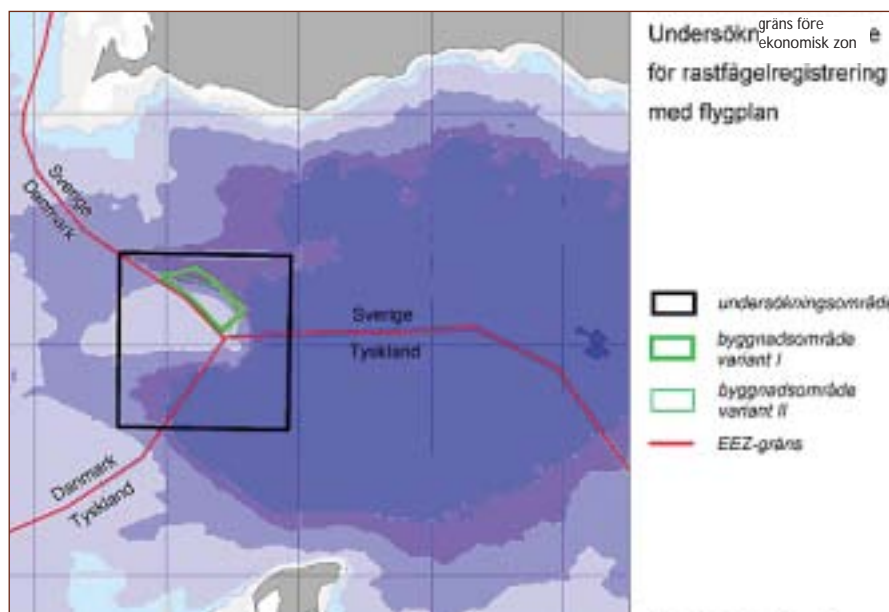 Undersökn
gräns före
ekonomisk zon
e
för rastfågelregistrering
med flygplan
Sverige
Danmark
Sverige
Tyskland
Danmark
Tyskland
undersökningsområde
byggnadsområde
variant I
byggnadsområde
variant II
EEZ-gräns